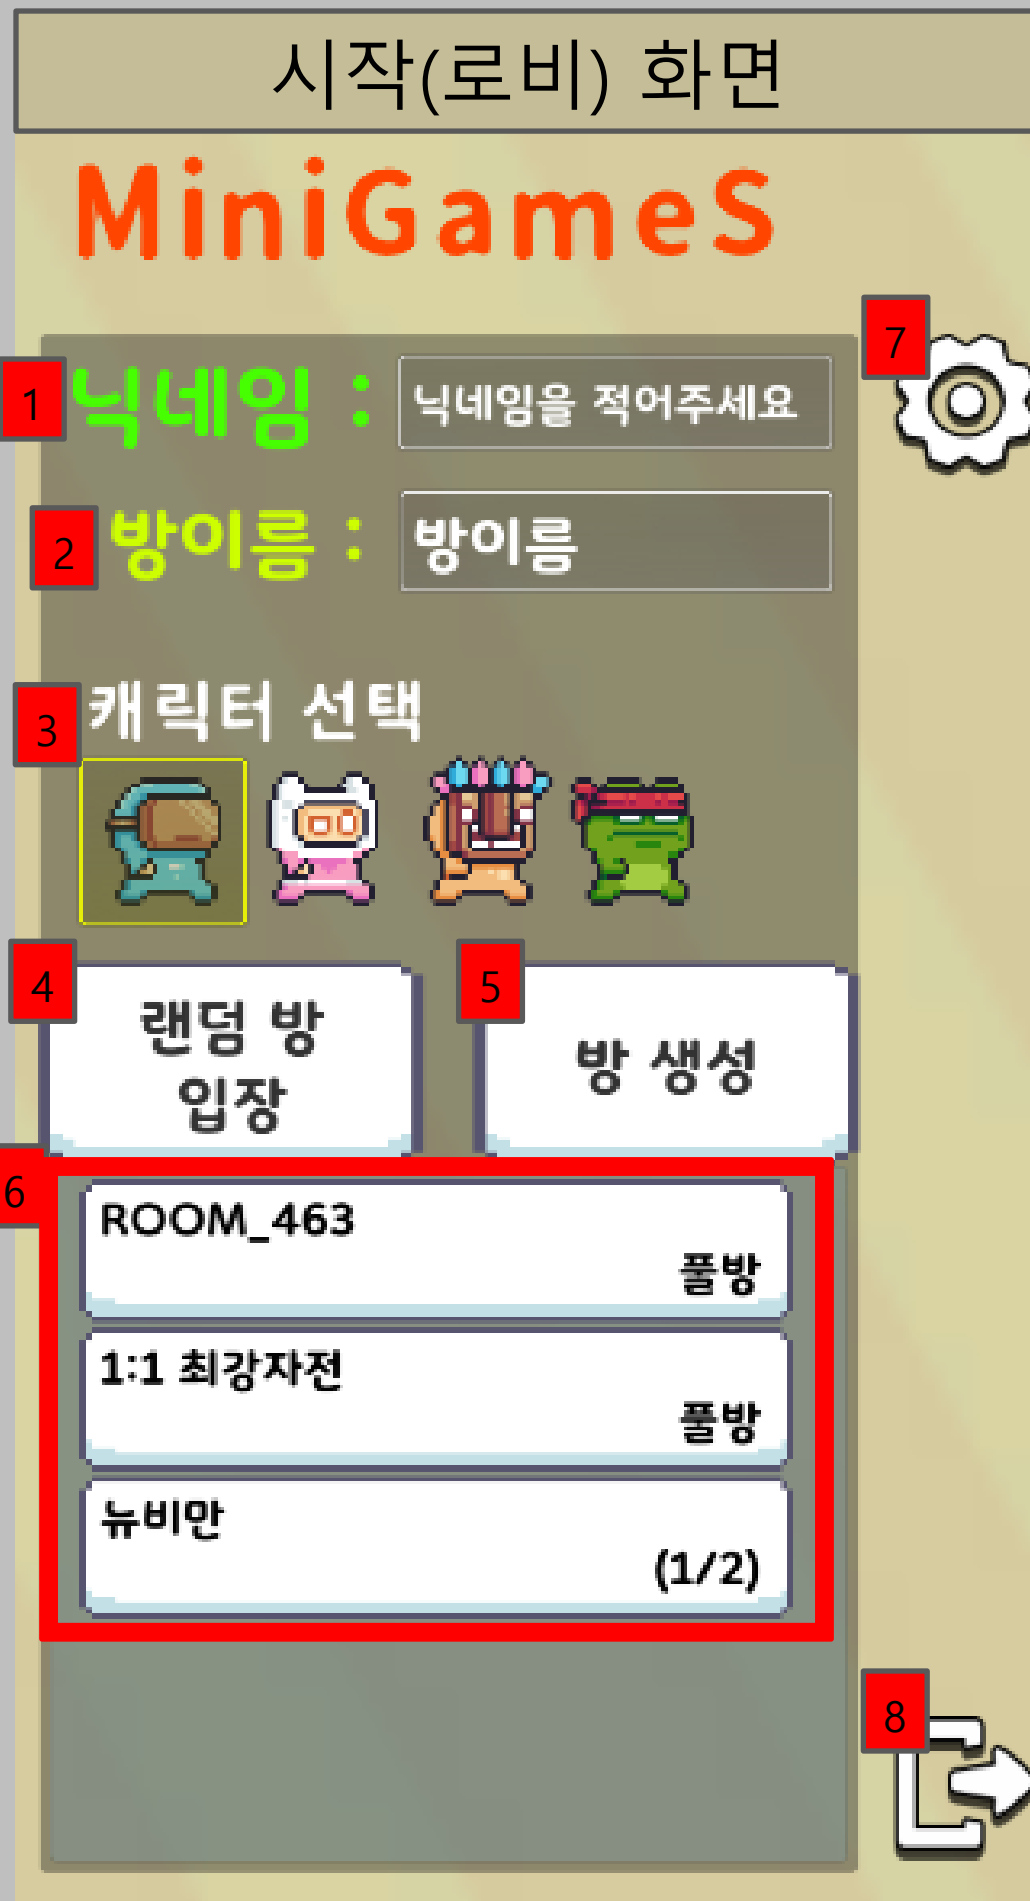 시작(로비) 화면
MiniGameS
7
1 닉네임 : 닉네임을 적어주세요
2 방이름 : 방이름
3 캐릭터 선택
4 랜덤 방
입장
5 방 생성
6
ROOM_463
풀방
1:1 최강자전
풀방
뉴비만
(1/2)
8